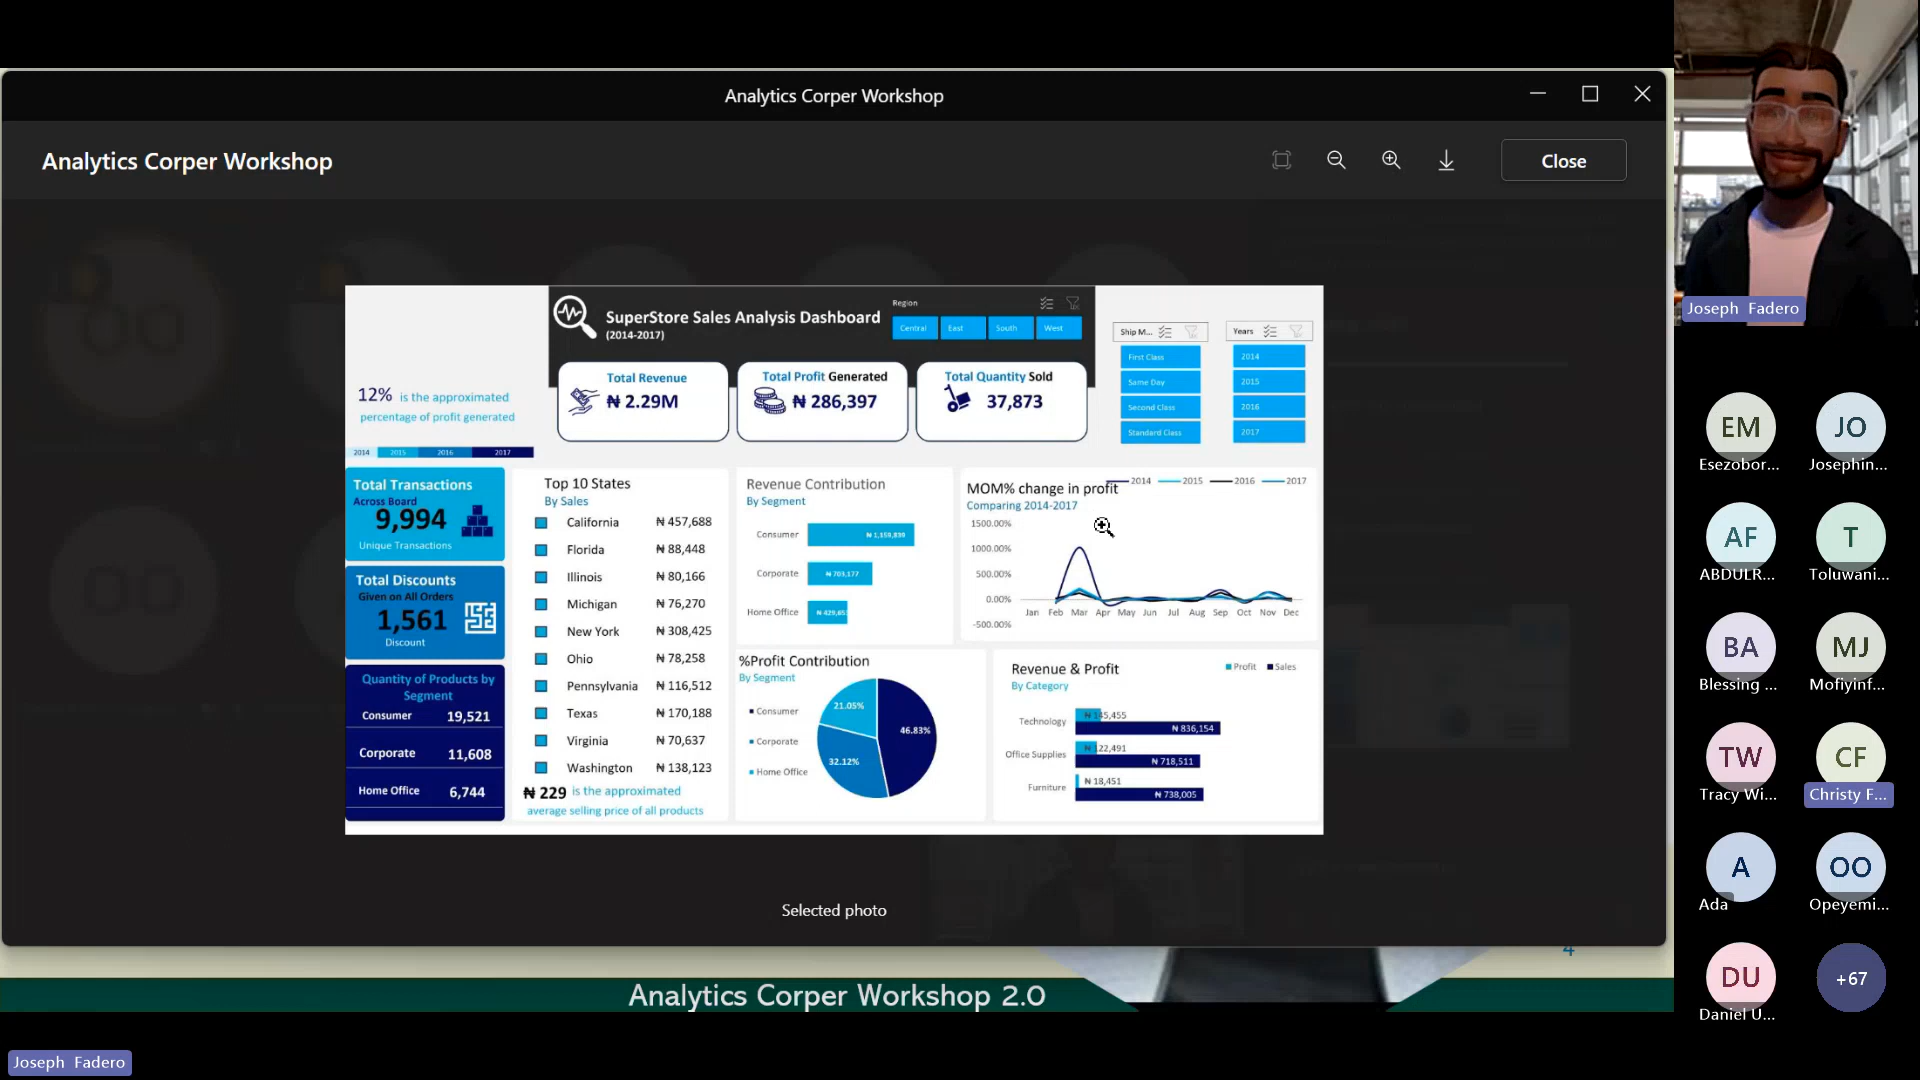 Analytics Corper Workshop
Analytics Corper Workshop
Close
SuperStore Sales Analysis Dashboard
(2014-2017)
Region
Central
East
South
West
Ship M...
First Class
Same Day
Second Class
Standard Class
Years
2014
2015
2016
2017
12% is the approximated
percentage of profit generated
Total Revenue
₦ 2.29M
Total Profit Generated
₦ 286,397
Total Quantity Sold
37,873
2014 2015 2016 2017
Total Transactions
Across Board
9,994
Unique Transactions
Total Discounts
Given on All Orders
1,561
Discount
Quantity of Products by
Segment
Consumer 19,521
Corporate 11,608
Home Office 6,744
Top 10 States
By Sales
California ₦ 457,688
Florida ₦ 88,448
Illinois ₦ 80,166
Michigan ₦ 76,270
New York ₦ 308,425
Ohio ₦ 78,258
Pennsylvania ₦ 116,512
Texas ₦ 170,188
Virginia ₦ 70,637
Washington ₦ 138,123
₦ 229 is the approximated
average selling price of all products
Revenue Contribution
By Segment
Consumer
Corporate ₦ 703,177
Home Office
%Profit Contribution
By Segment
Consumer
Corporate
Home Office
21.05%
46.83%
32.12%
MOM% change in profit
Comparing 2014-2017
2014 2015 2016 2017
1500.00%
1000.00%
500.00%
0.00%
-500.00%
Jan Feb Mar Apr May Jun Jul Aug Sep Oct Nov Dec
Revenue & Profit
By Category
Profit Sales
Technology ₦ 145,455
₦ 836,154
Office Supplies ₦ 122,491
₦ 718,511
Furniture ₦ 18,451
₦ 738,005
Selected photo
4
Analytics Corper Workshop 2.0
Joseph Fadero
Joseph Fadero
EM
Esezobor...
JO
Josephin...
AF
ABDULR...
T
Toluwani...
BA
Blessing ...
MJ
Mofiyinf...
TW
Tracy Wi...
CF
Christy F...
A
Ada
OO
Opeyemi...
DU
Daniel U...
+67